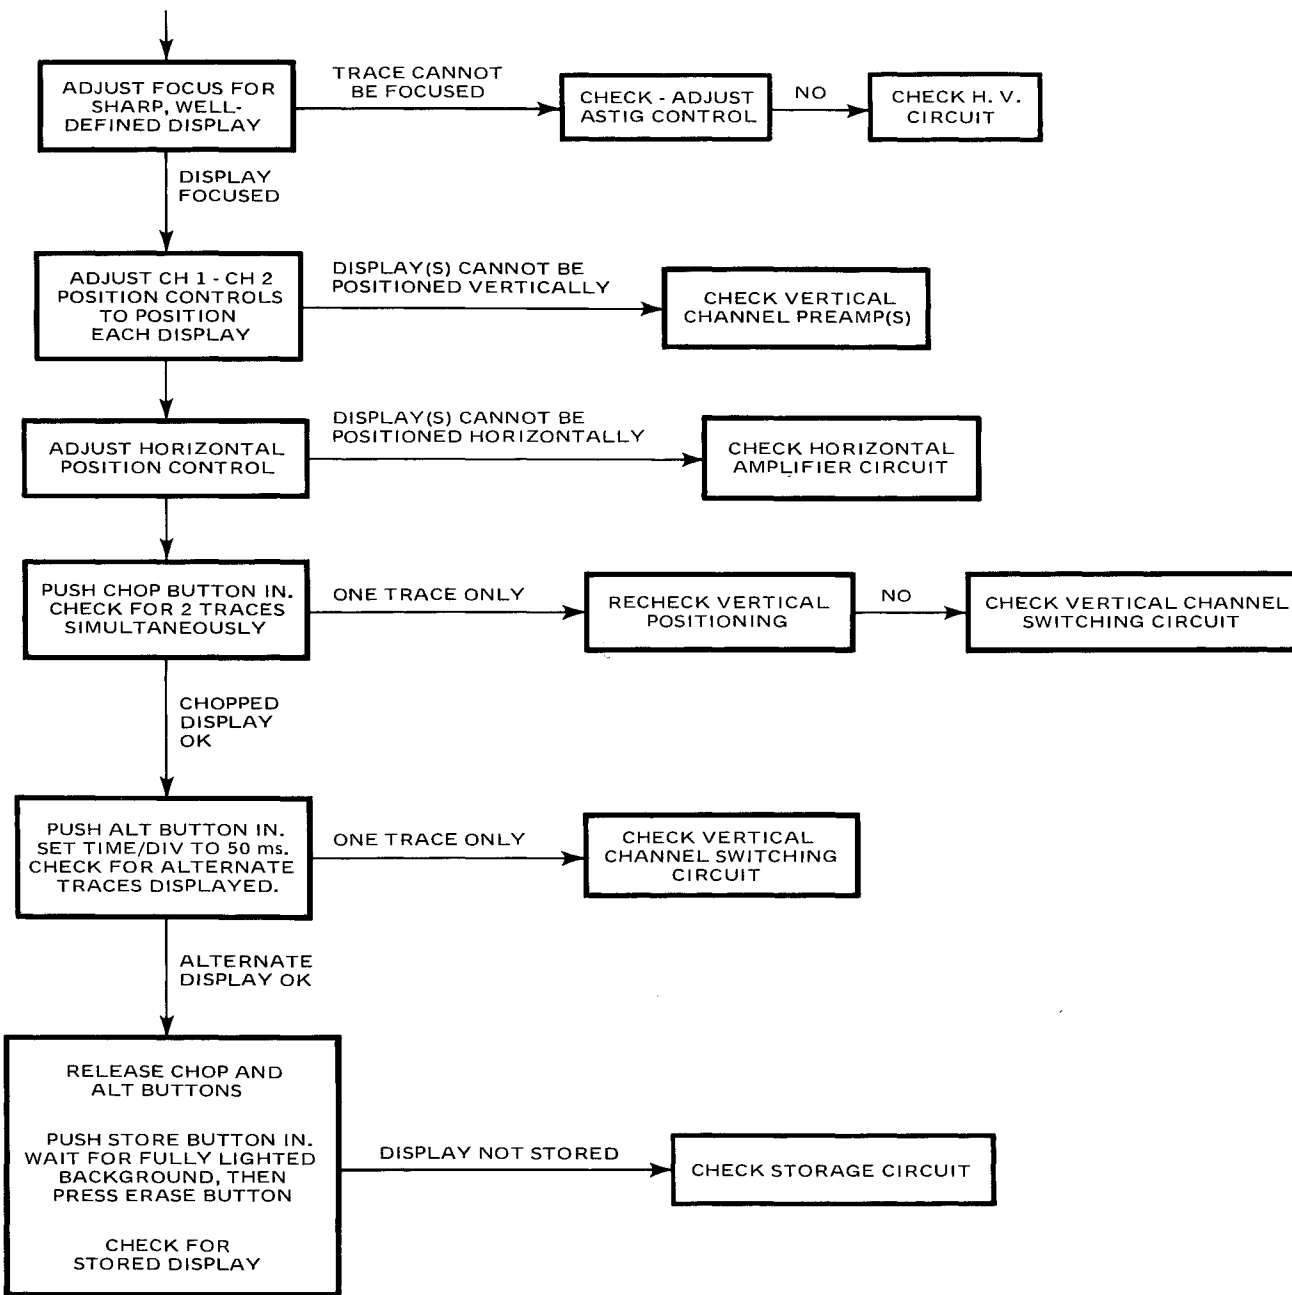 ADJUST FOCUS FOR
SHARP, WELL-
DEFINED DISPLAY
TRACE CANNOT
BE FOCUSED
CHECK - ADJUST
ASTIG CONTROL
NO
CHECK H. V.
CIRCUIT
DISPLAY
FOCUSED
ADJUST CH 1 - CH 2
POSITION CONTROLS
TO POSITION
EACH DISPLAY
DISPLAY(S) CANNOT BE
POSITIONED VERTICALLY
CHECK VERTICAL
CHANNEL PREAMP(S)
ADJUST HORIZONTAL
POSITION CONTROL
DISPLAY(S) CANNOT BE
POSITIONED HORIZONTALLY
CHECK HORIZONTAL
AMPLIFIER CIRCUIT
PUSH CHOP BUTTON IN.
CHECK FOR 2 TRACES
SIMULTANEOUSLY
ONE TRACE ONLY
RECHECK VERTICAL
POSITIONING
NO
CHECK VERTICAL CHANNEL
SWITCHING CIRCUIT
CHOPPED
DISPLAY
OK
PUSH ALT BUTTON IN.
SET TIME/DIV TO 50 ms.
CHECK FOR ALTERNATE
TRACES DISPLAYED.
ONE TRACE ONLY
CHECK VERTICAL
CHANNEL SWITCHING
CIRCUIT
ALTERNATE
DISPLAY OK
RELEASE CHOP AND
ALT BUTTONS
PUSH STORE BUTTON IN.
WAIT FOR FULLY LIGHTED
BACKGROUND, THEN
PRESS ERASE BUTTON
CHECK FOR
STORED DISPLAY
DISPLAY NOT STORED
CHECK STORAGE CIRCUIT